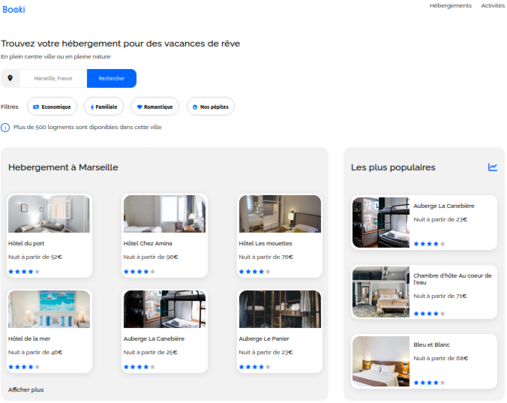 Booki
Hébergements Activités
Trouvez votre hébergement pour des vacances de rêve
En plein centre ville ou en pleine nature
Marseille, France Rechercher
Filtres Economique Familiale Romantique Nos pépites
Plus de 500 logments sont diponibles dans cette ville
Hebergement à Marseille
Hôtel du port
Nuit à partir de 52€
Hôtel Chez Amina
Nuit à partir de 96€
Hôtel Les mouettes
Nuit à partir de 76€
Hôtel de la mer
Nuit à partir de 46€
Auberge La Canebière
Nuit à partir de 25€
Auberge Le Panier
Nuit à partir de 23€
Afficher plus
Les plus populaires
Auberge La Canebière
Nuit à partir de 23€
Chambre d'hôte Au coeur de
l'eau
Nuit à partir de 71€
Bleu et Blanc
Nuit à partir de 68€